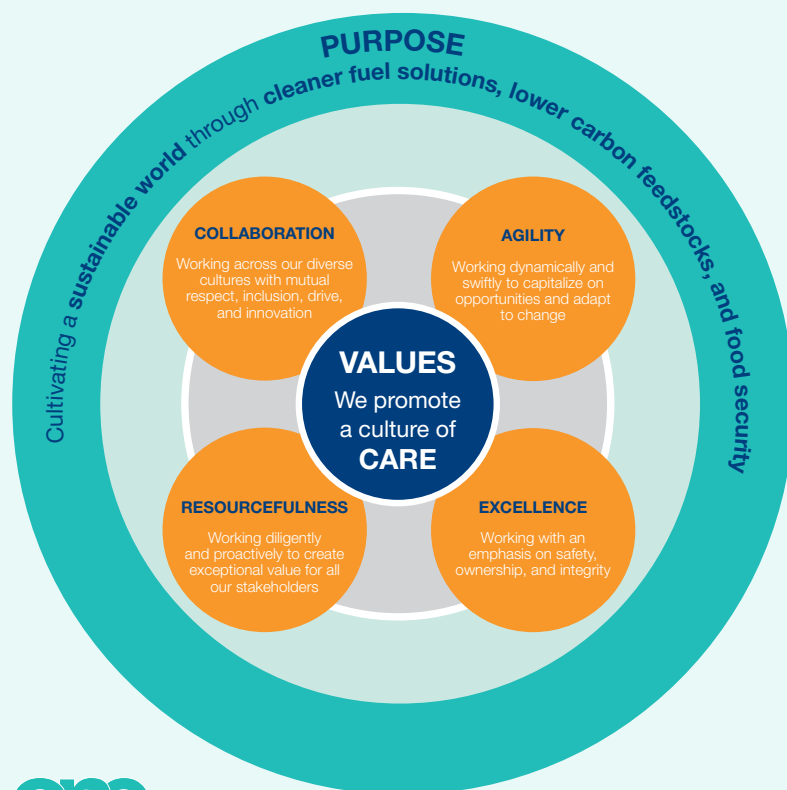 PURPOSE
Cultivating a sustainable world through cleaner fuel solutions, lower carbon feedstocks, and food security
COLLABORATION
Working across our diverse
cultures with mutual
respect, inclusion, drive,
and innovation
AGILITY
Working dynamically and
swiftly to capitalize on
opportunities and adapt
to change
VALUES
We promote
a culture of
CARE
RESOURCEFULNESS
Working diligently
and proactively to create
exceptional value for all
our stakeholders
EXCELLENCE
Working with an
emphasis on safety,
ownership, and integrity